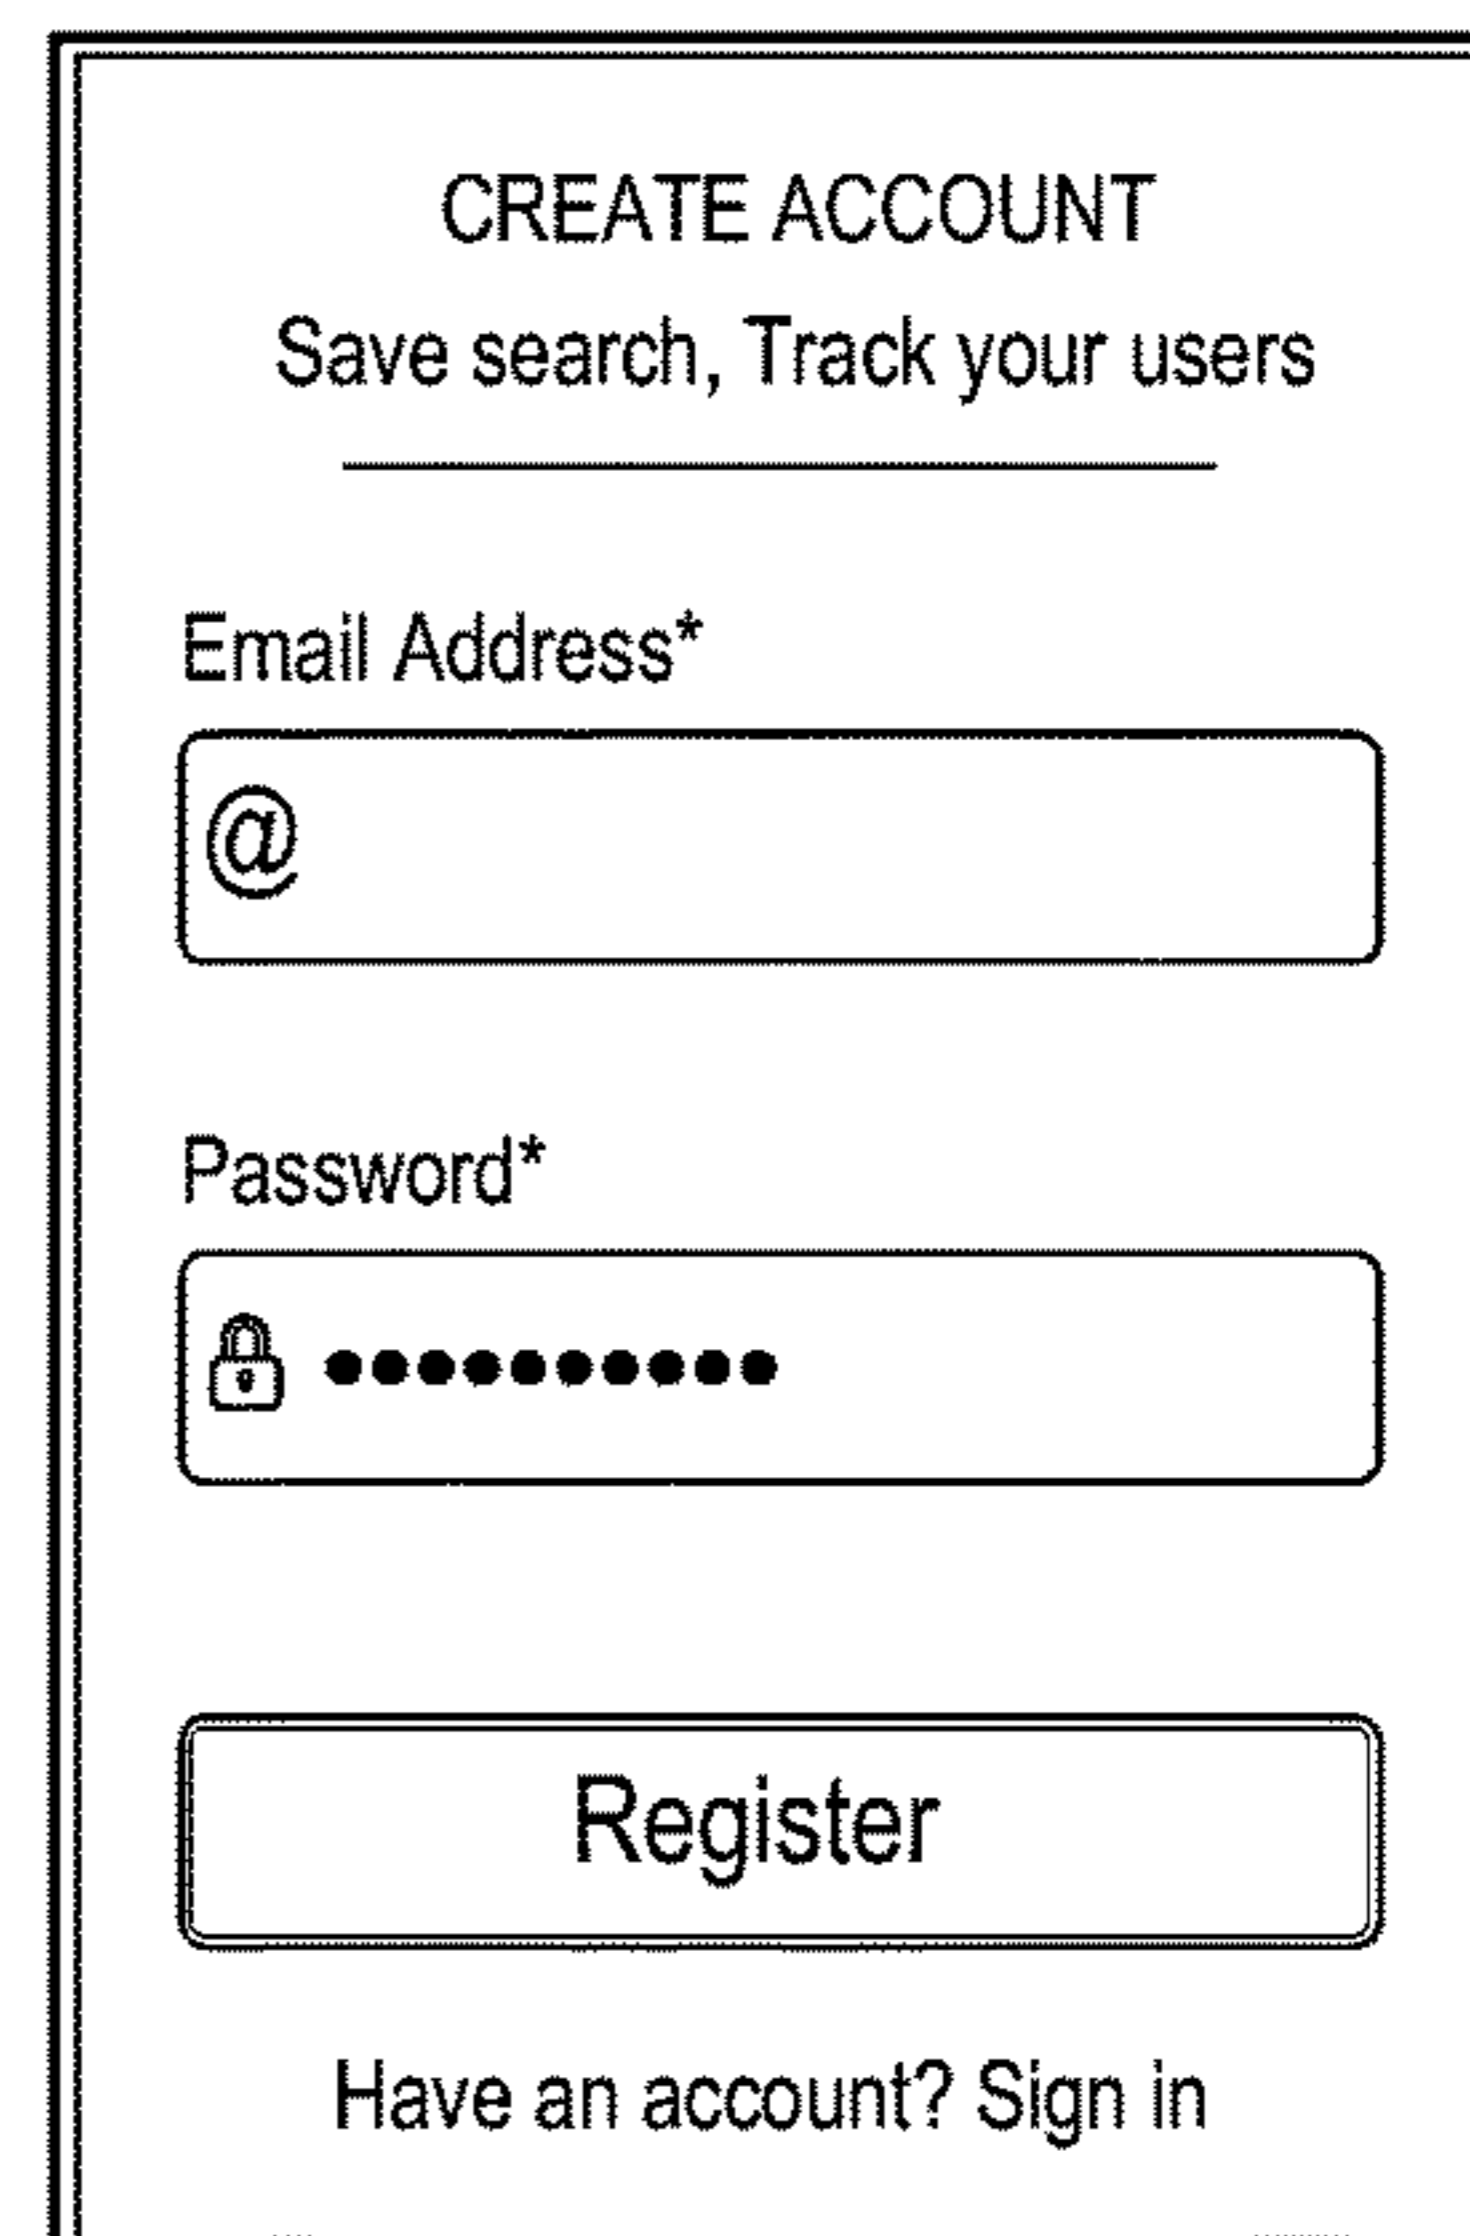 CREATE ACCOUNT
Save search, Track your users
Email Address*
@
Password*
••••••••••
Register
Have an account? Sign in